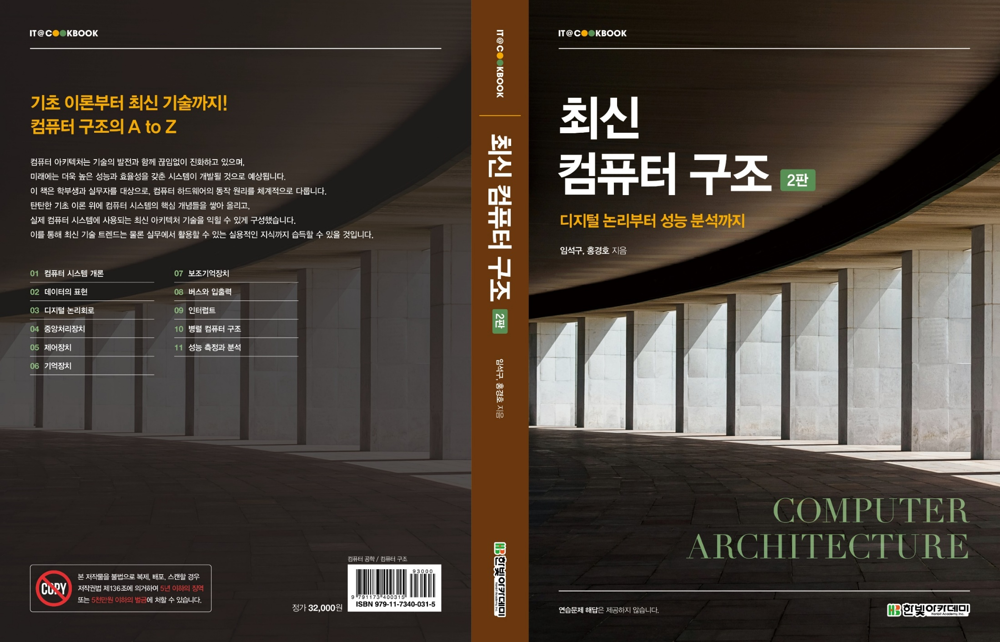 IT@COOKBOOK
기초 이론부터 최신 기술까지!
컴퓨터 구조의 A to Z
컴퓨터 아키텍처는 기술의 발전과 함께 끊임없이 진화하고 있으며,
미래에는 더욱 높은 성능과 효율성을 갖춘 시스템이 개발될 것으로 예상됩니다.
이 책은 학부생과 실무자를 대상으로, 컴퓨터 하드웨어의 동작 원리를 체계적으로 다룹니다.
탄탄한 기초 이론 위에 컴퓨터 시스템의 핵심 개념들을 쌓아 올리고,
실제 컴퓨터 시스템에 사용되는 최신 아키텍처 기술을 익힐 수 있게 구성했습니다.
이를 통해 최신 기술 트렌드는 물론 실무에서 활용할 수 있는 실용적인 지식까지 습득할 수 있을 것입니다.
01 컴퓨터 시스템 개론
02 데이터의 표현
03 디지털 논리회로
04 중앙처리장치
05 제어장치
06 기억장치
07 보조기억장치
08 버스와 입출력
09 인터럽트
10 병렬 컴퓨터 구조
11 성능 측정과 분석
COPY
본 저작물을 불법으로 복제, 배포, 스캔할 경우
저작권법 제136조에 의거하여 5년 이하의 징역
또는 5천만원 이하의 벌금에 처할 수 있습니다.
정가 32,000원
컴퓨터 공학 / 컴퓨터 구조
93000
9 791173 400315
ISBN 979-11-7340-031-5
IT@COOKBOOK
최신 컴퓨터 구조 2판
임석구, 홍경호 지음
HB 한빛아카데미
Hanbit Academy, Inc.
IT@COOKBOOK
최신
컴퓨터 구조 2판
디지털 논리부터 성능 분석까지
임석구, 홍경호 지음
COMPUTER
ARCHITECTURE
연습문제 해답은 제공하지 않습니다.
HB 한빛아카데미
Hanbit Academy, Inc.